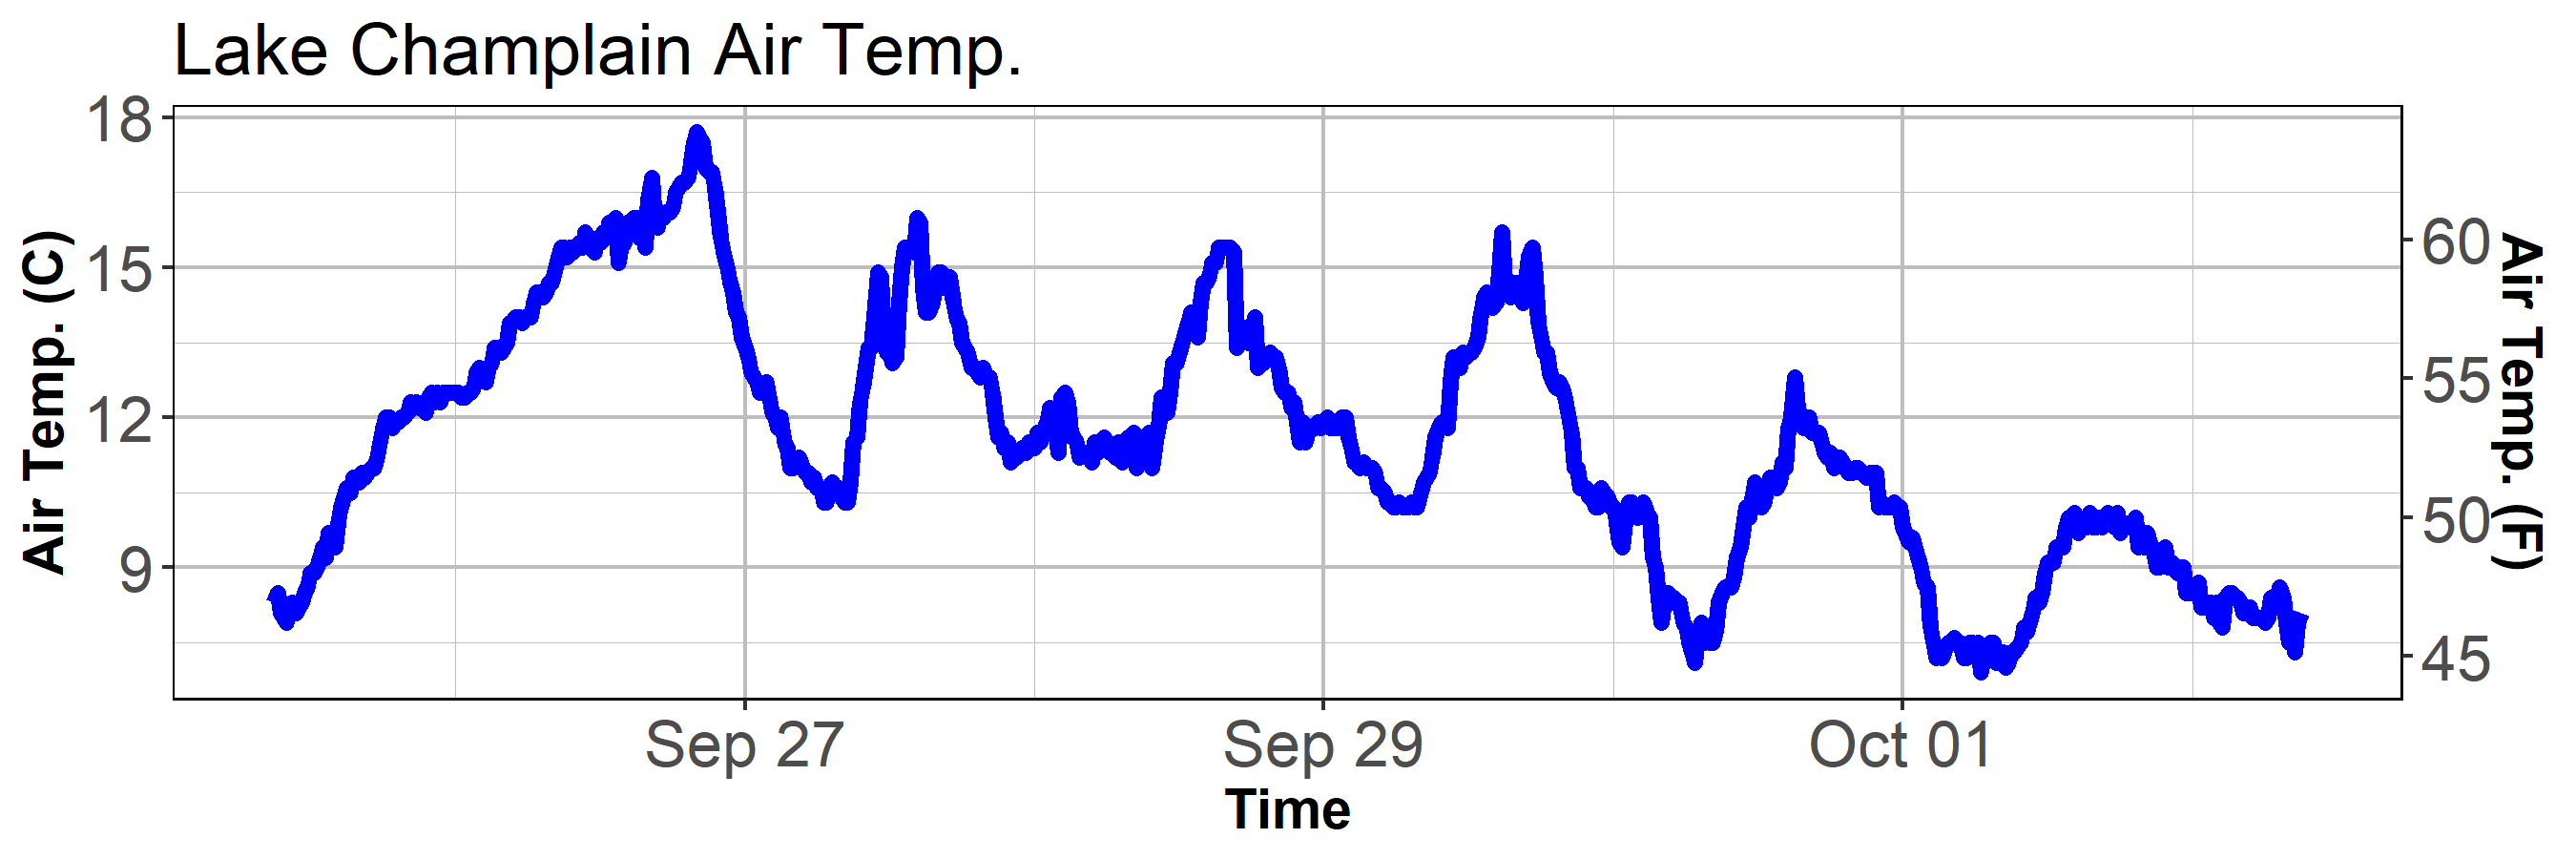 Lake Champlain Air Temp.
18
15
12
9
Air Temp. (C)
60
55
50
45
Air Temp. (F)
Sep 27
Sep 29
Oct 01
Time